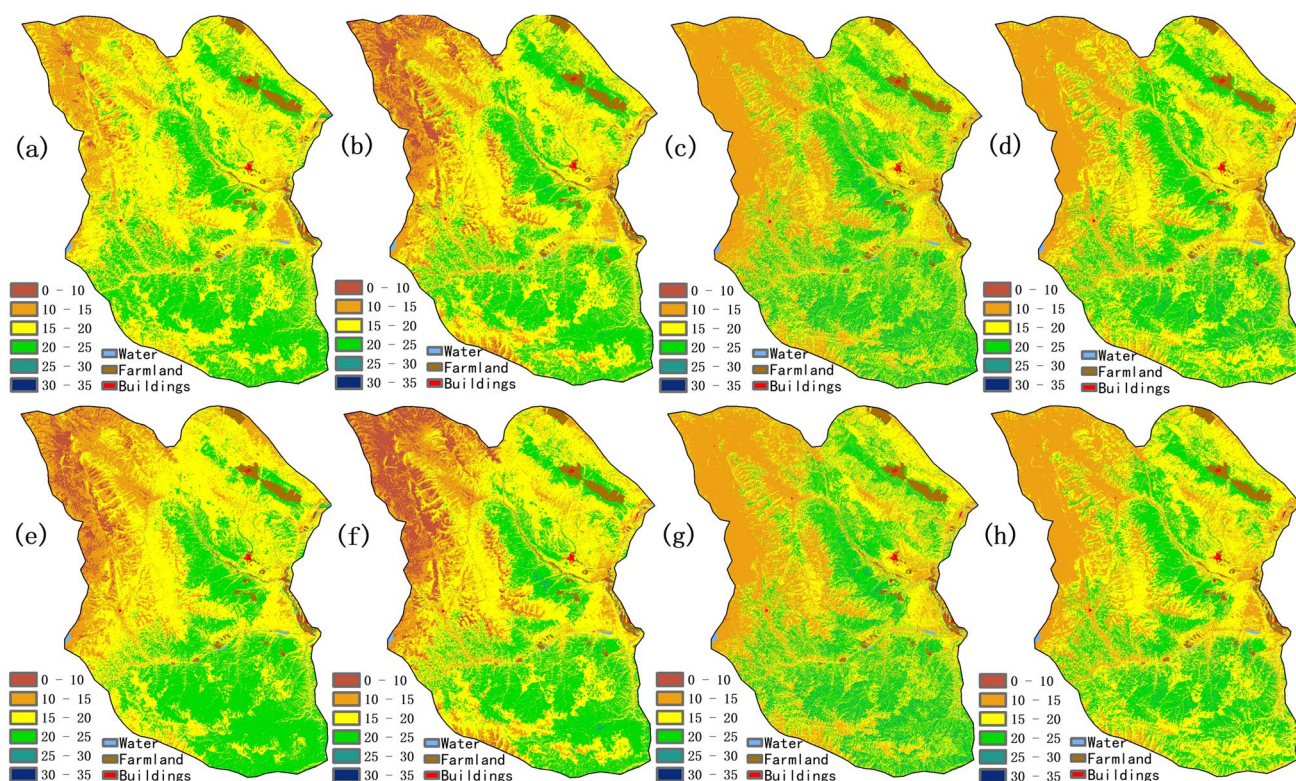 (a)
0 - 10
10 - 15
15 - 20
20 - 25
25 - 30
30 - 35
Water
Farmland
Buildings
(b)
0 - 10
10 - 15
15 - 20
20 - 25
25 - 30
30 - 35
Water
Farmland
Buildings
(c)
0 - 10
10 - 15
15 - 20
20 - 25
25 - 30
30 - 35
Water
Farmland
Buildings
(d)
0 - 10
10 - 15
15 - 20
20 - 25
25 - 30
30 - 35
Water
Farmland
Buildings
(e)
0 - 10
10 - 15
15 - 20
20 - 25
25 - 30
30 - 35
Water
Farmland
Buildings
(f)
0 - 10
10 - 15
15 - 20
20 - 25
25 - 30
30 - 35
Water
Farmland
Buildings
(g)
0 - 10
10 - 15
15 - 20
20 - 25
25 - 30
30 - 35
Water
Farmland
Buildings
(h)
0 - 10
10 - 15
15 - 20
20 - 25
25 - 30
30 - 35
Water
Farmland
Buildings